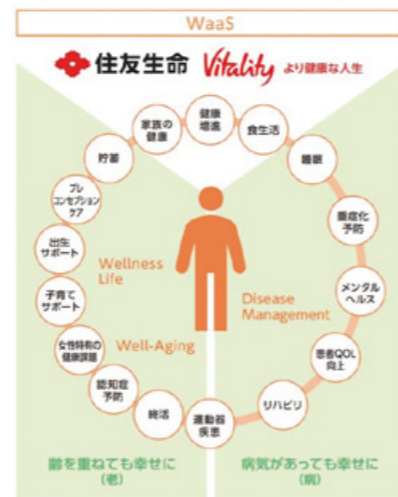 WaaS
住友生命 Vitality より健康な人生
健康
増進
食生活
睡眠
重症化
予防
メンタル
ヘルス
患者QOL
向上
リハビリ
運動器
疾患
終活
認知症
予防
女性特有の
健康課題
子育て
サポート
出生
サポート
プレ
コンセプション
ケア
貯蓄
家族の
健康
Wellness
Life
Disease
Management
Well-Aging
齢を重ねても幸せに
(老)
病気があっても幸せに
(病)